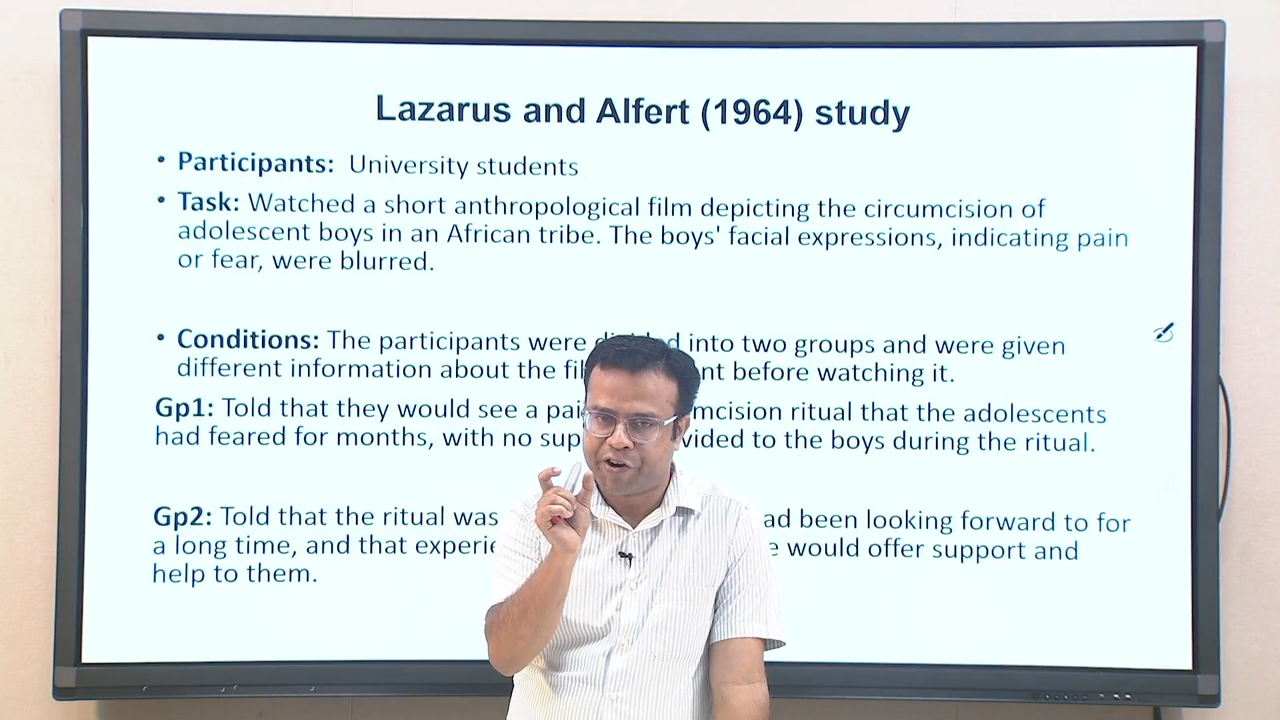 Lazarus and Alfert (1964) study
• Participants: University students
• Task: Watched a short anthropological film depicting the circumcision of
adolescent boys in an African tribe. The boys' facial expressions, indicating pain
or fear, were blurred.
• Conditions: The participants were divided into two groups and were given
different information about the before watching it.
Gp1: Told that they would see a ritual that the adolescents
had feared for months, with no to the boys during the ritual.
Gp2: Told that the ritual was been looking forward to for
a long time, and that would offer support and
help to them.